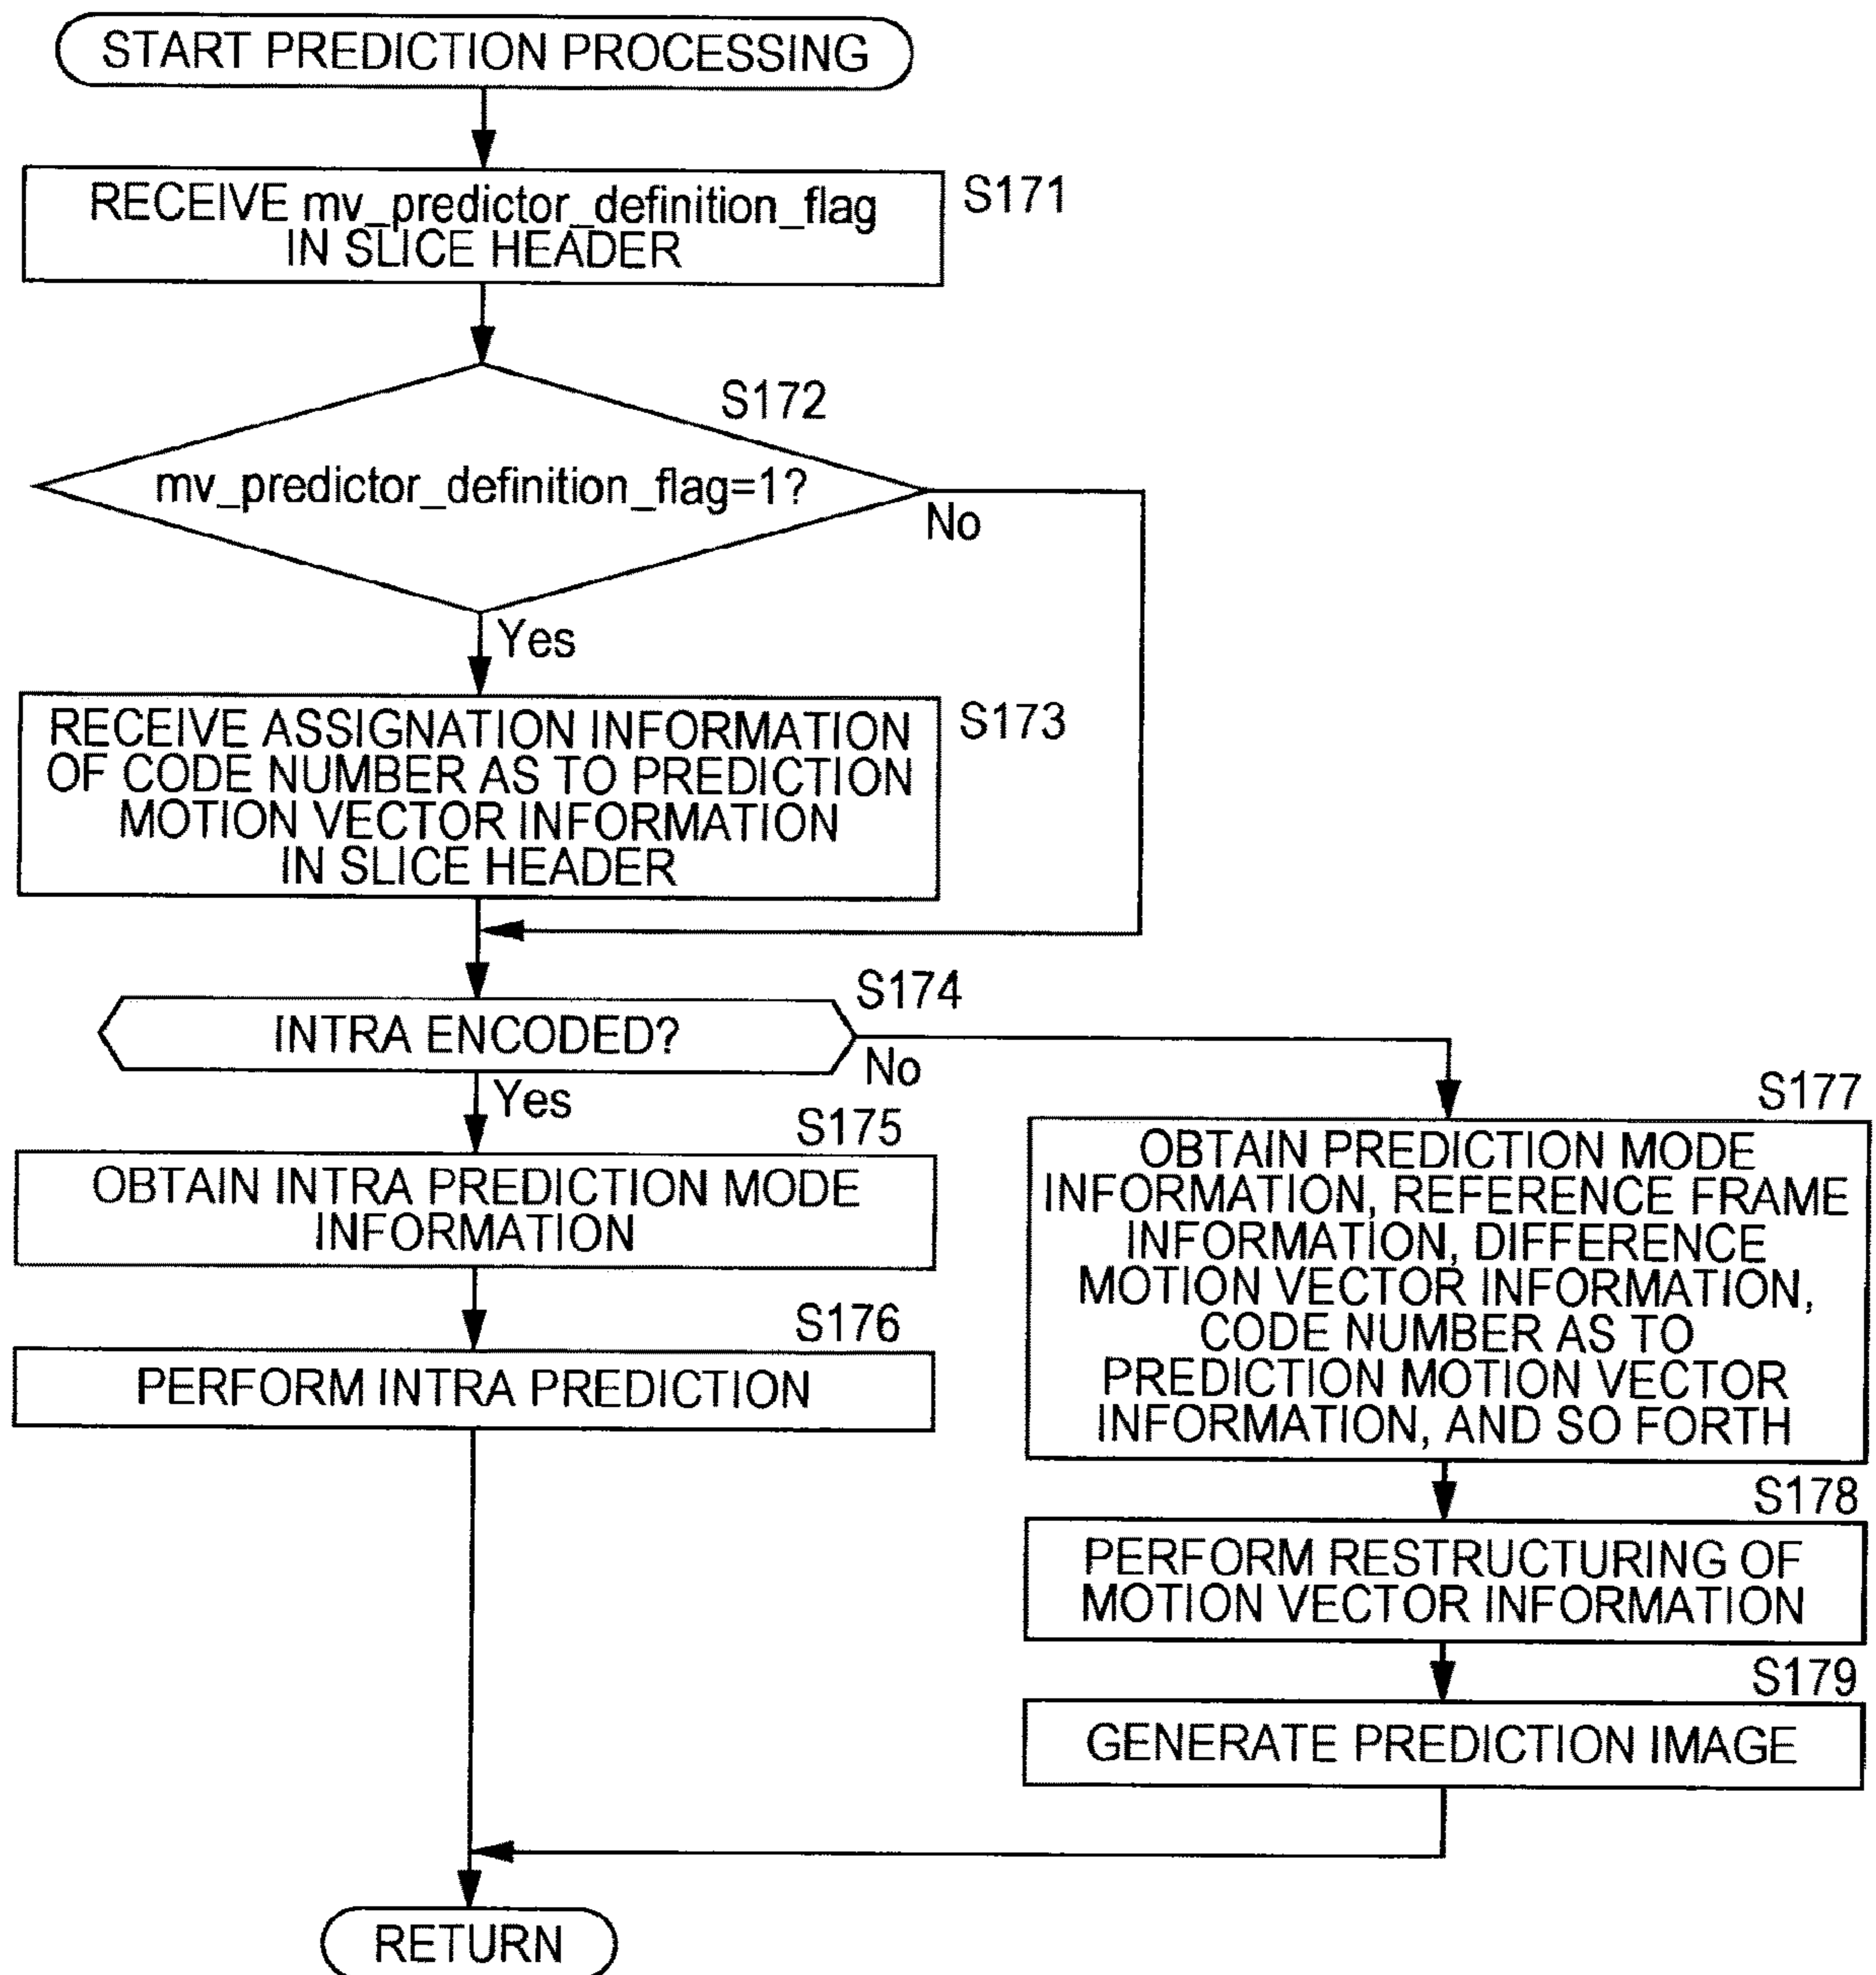 START PREDICTION PROCESSING
RECEIVE mv_predictor_definition_flag
IN SLICE HEADER
S171
S172
mv_predictor_definition_flag=1?
No
Yes
RECEIVE ASSIGNATION INFORMATION
OF CODE NUMBER AS TO PREDICTION
MOTION VECTOR INFORMATION
IN SLICE HEADER
S173
S174
INTRA ENCODED?
No
Yes
S175
OBTAIN INTRA PREDICTION MODE
INFORMATION
S176
PERFORM INTRA PREDICTION
S177
OBTAIN PREDICTION MODE
INFORMATION, REFERENCE FRAME
INFORMATION, DIFFERENCE
MOTION VECTOR INFORMATION,
CODE NUMBER AS TO
PREDICTION MOTION VECTOR
INFORMATION, AND SO FORTH
S178
PERFORM RESTRUCTURING OF
MOTION VECTOR INFORMATION
S179
GENERATE PREDICTION IMAGE
RETURN